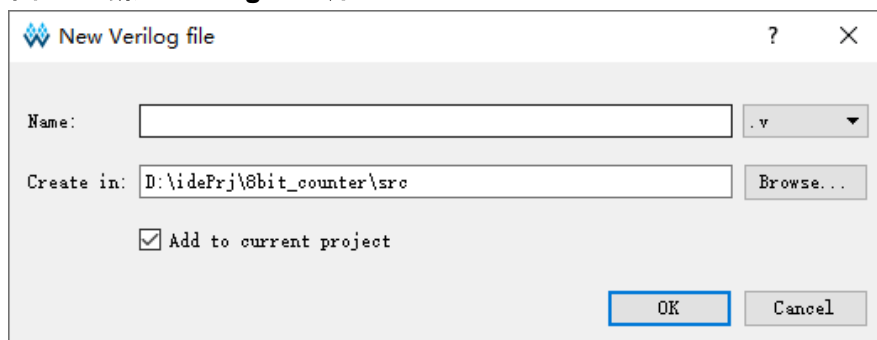 New Verilog file ?
Name: .v
Create in: D:\idePrj\8bit_counter\src Browse...
Add to current project
OK Cancel